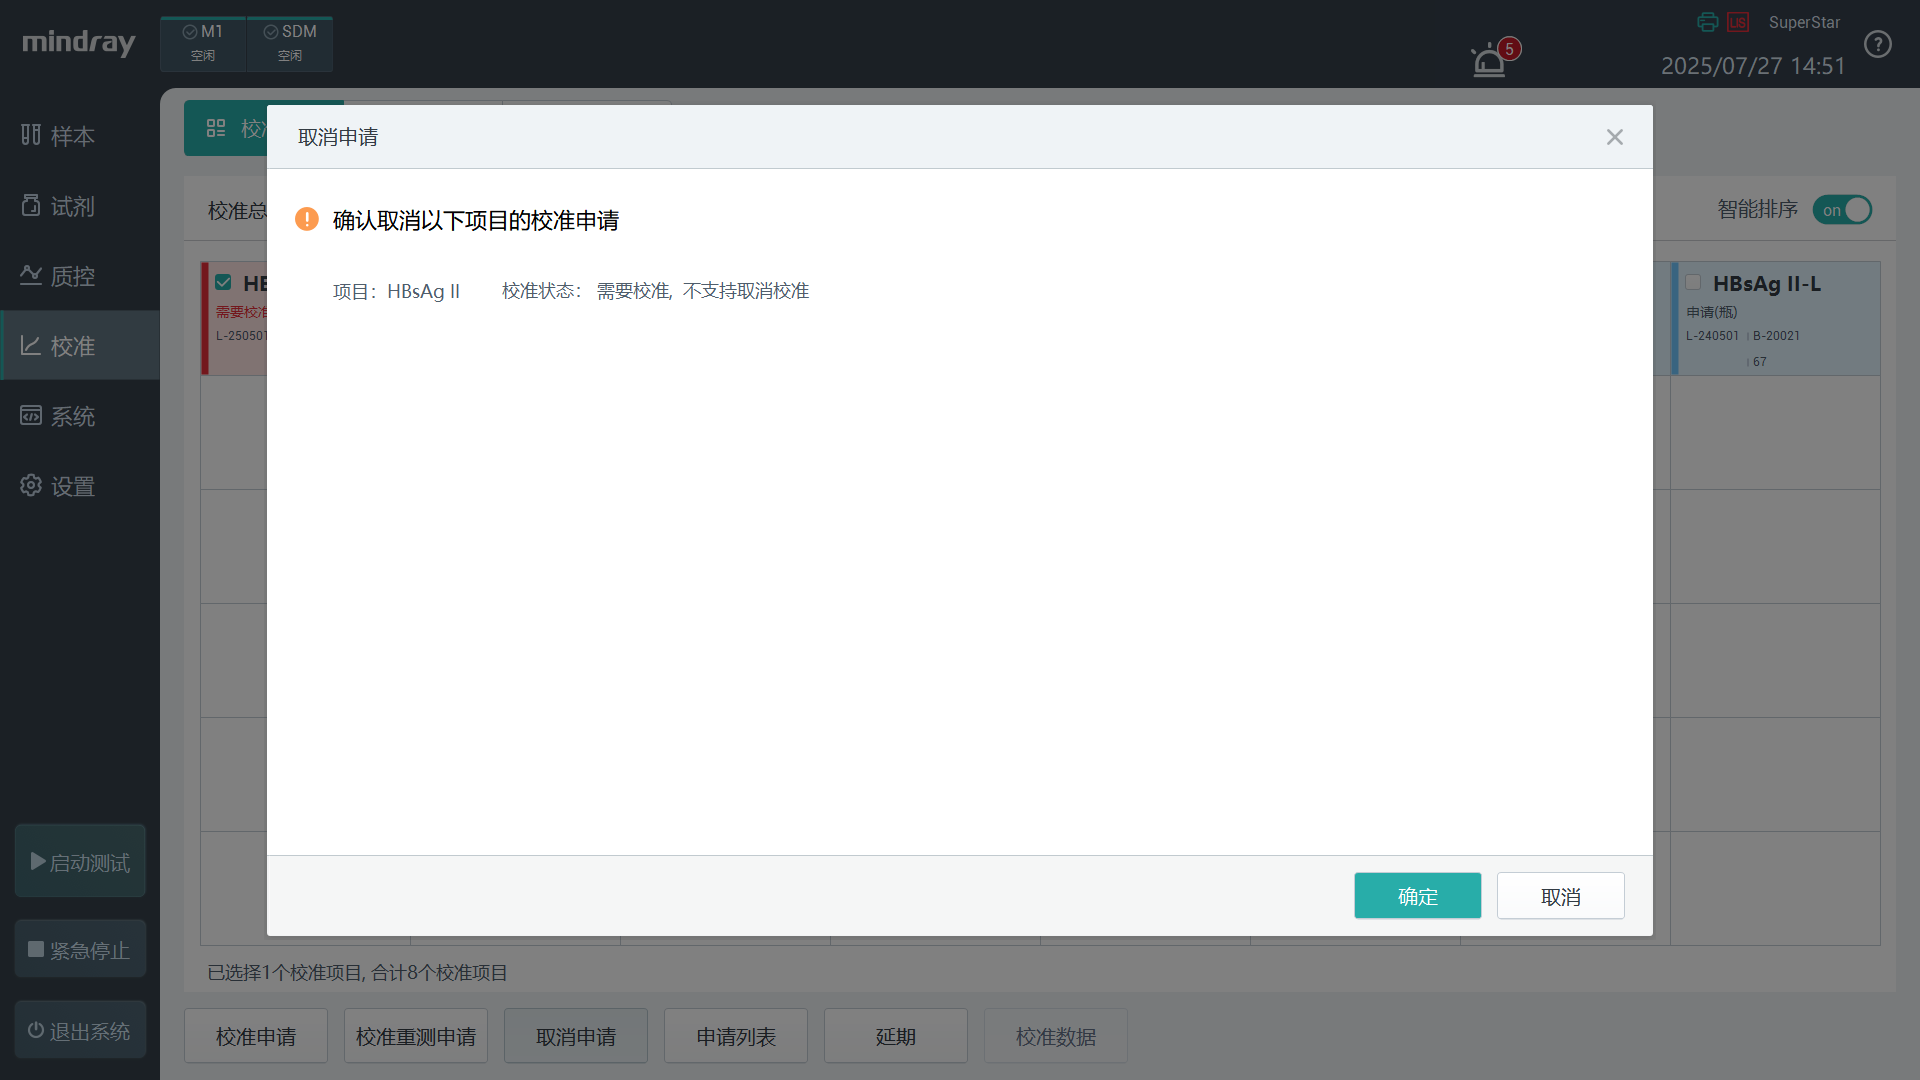 mindray
M1
空闲
SDM
空闲
5
LIS
SuperStar
2025/07/27 14:51
?
样本
试剂
质控
校准
系统
设置
启动测试
紧急停止
退出系统
取消申请
确认取消以下项目的校准申请
项目: HBsAg II 校准状态: 需要校准, 不支持取消校准
确定
取消
校准总
智能排序
on
需要校准
L-250501
HBsAg II-L
申请(瓶)
L-240501 B-20021
67
已选择1个校准项目, 合计8个校准项目
校准申请
校准重测申请
取消申请
申请列表
延期
校准数据